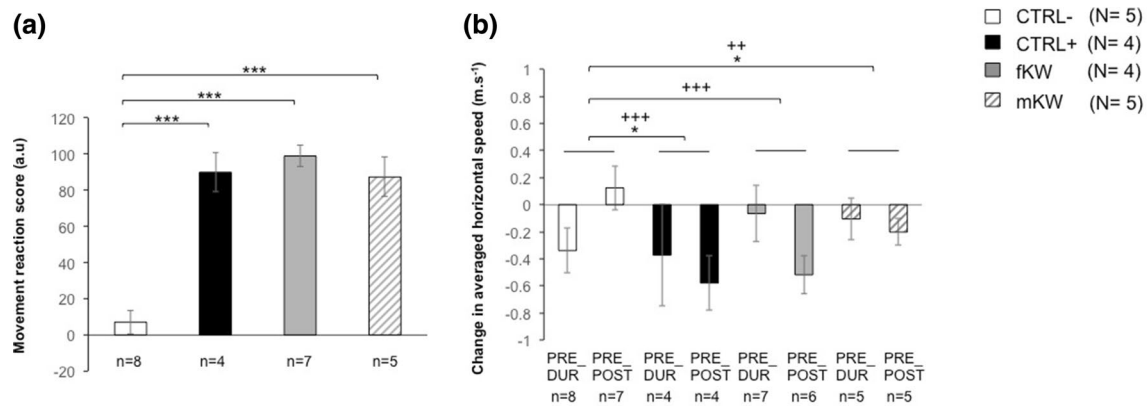 (a)
Movement reaction score (a.u)
120
100
80
60
40
20
0
-20
***
***
***
n=8 n=4 n=7 n=5
(b)
Change in averaged horizontal speed (m.s⁻¹)
1
0.8
0.6
0.4
0.2
0
-0.2
-0.4
-0.6
-0.8
-1
++
*
+++
+++
*
PRE_ PRE_ PRE_ PRE_ PRE_ PRE_ PRE_ PRE_
DUR POST DUR POST DUR POST DUR POST
n=8 n=7 n=4 n=4 n=7 n=6 n=5 n=5
CTRL- (N= 5)
CTRL+ (N= 4)
fKW (N= 4)
mKW (N= 5)